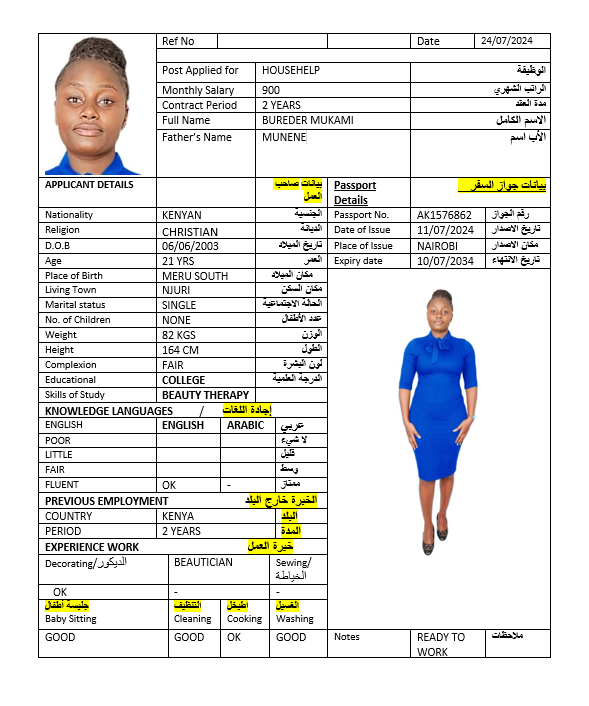 Ref No Date 24/07/2024
Post Applied for HOUSEHELP الوظيفة
Monthly Salary 900 الراتب الشهري
Contract Period 2 YEARS مدة العقد
Full Name BUREDER MUKAMI الاسم الكامل
Father's Name MUNENE الأب اسم
APPLICANT DETAILS بيانات صاحب العمل Passport Details بيانات جواز السفر
Nationality KENYAN الجنسية Passport No. AK1576862 رقم الجواز
Religion CHRISTIAN الديانة Date of Issue 11/07/2024 تاريخ الاصدار
D.O.B 06/06/2003 تاريخ الميلاد Place of Issue NAIROBI مكان الاصدار
Age 21 YRS العمر Expiry date 10/07/2034 تاريخ الانتهاء
Place of Birth MERU SOUTH مكان الميلاد
Living Town NJURI مكان السكن
Marital status SINGLE الحالة الاجتماعية
No. of Children NONE عدد الأطفال
Weight 82 KGS الوزن
Height 164 CM الطول
Complexion FAIR لون البشرة
Educational COLLEGE الدرجة العلمية
Skills of Study BEAUTY THERAPY
KNOWLEDGE LANGUAGES / إجادة اللغات
ENGLISH ENGLISH ARABIC عربي
POOR لا شيء
LITTLE قليل
FAIR وسط
FLUENT OK - ممتاز
PREVIOUS EMPLOYMENT الخبرة خارج البلد
COUNTRY KENYA البلد
PERIOD 2 YEARS المدة
EXPERIENCE WORK خبرة العمل
Decorating/الديكور BEAUTICIAN Sewing/ الخياطة
OK - -
جليسة اطفال التنظيف اطبخل الغسيل
Baby Sitting Cleaning Cooking Washing
GOOD GOOD OK GOOD Notes READY TO WORK ملاحظات